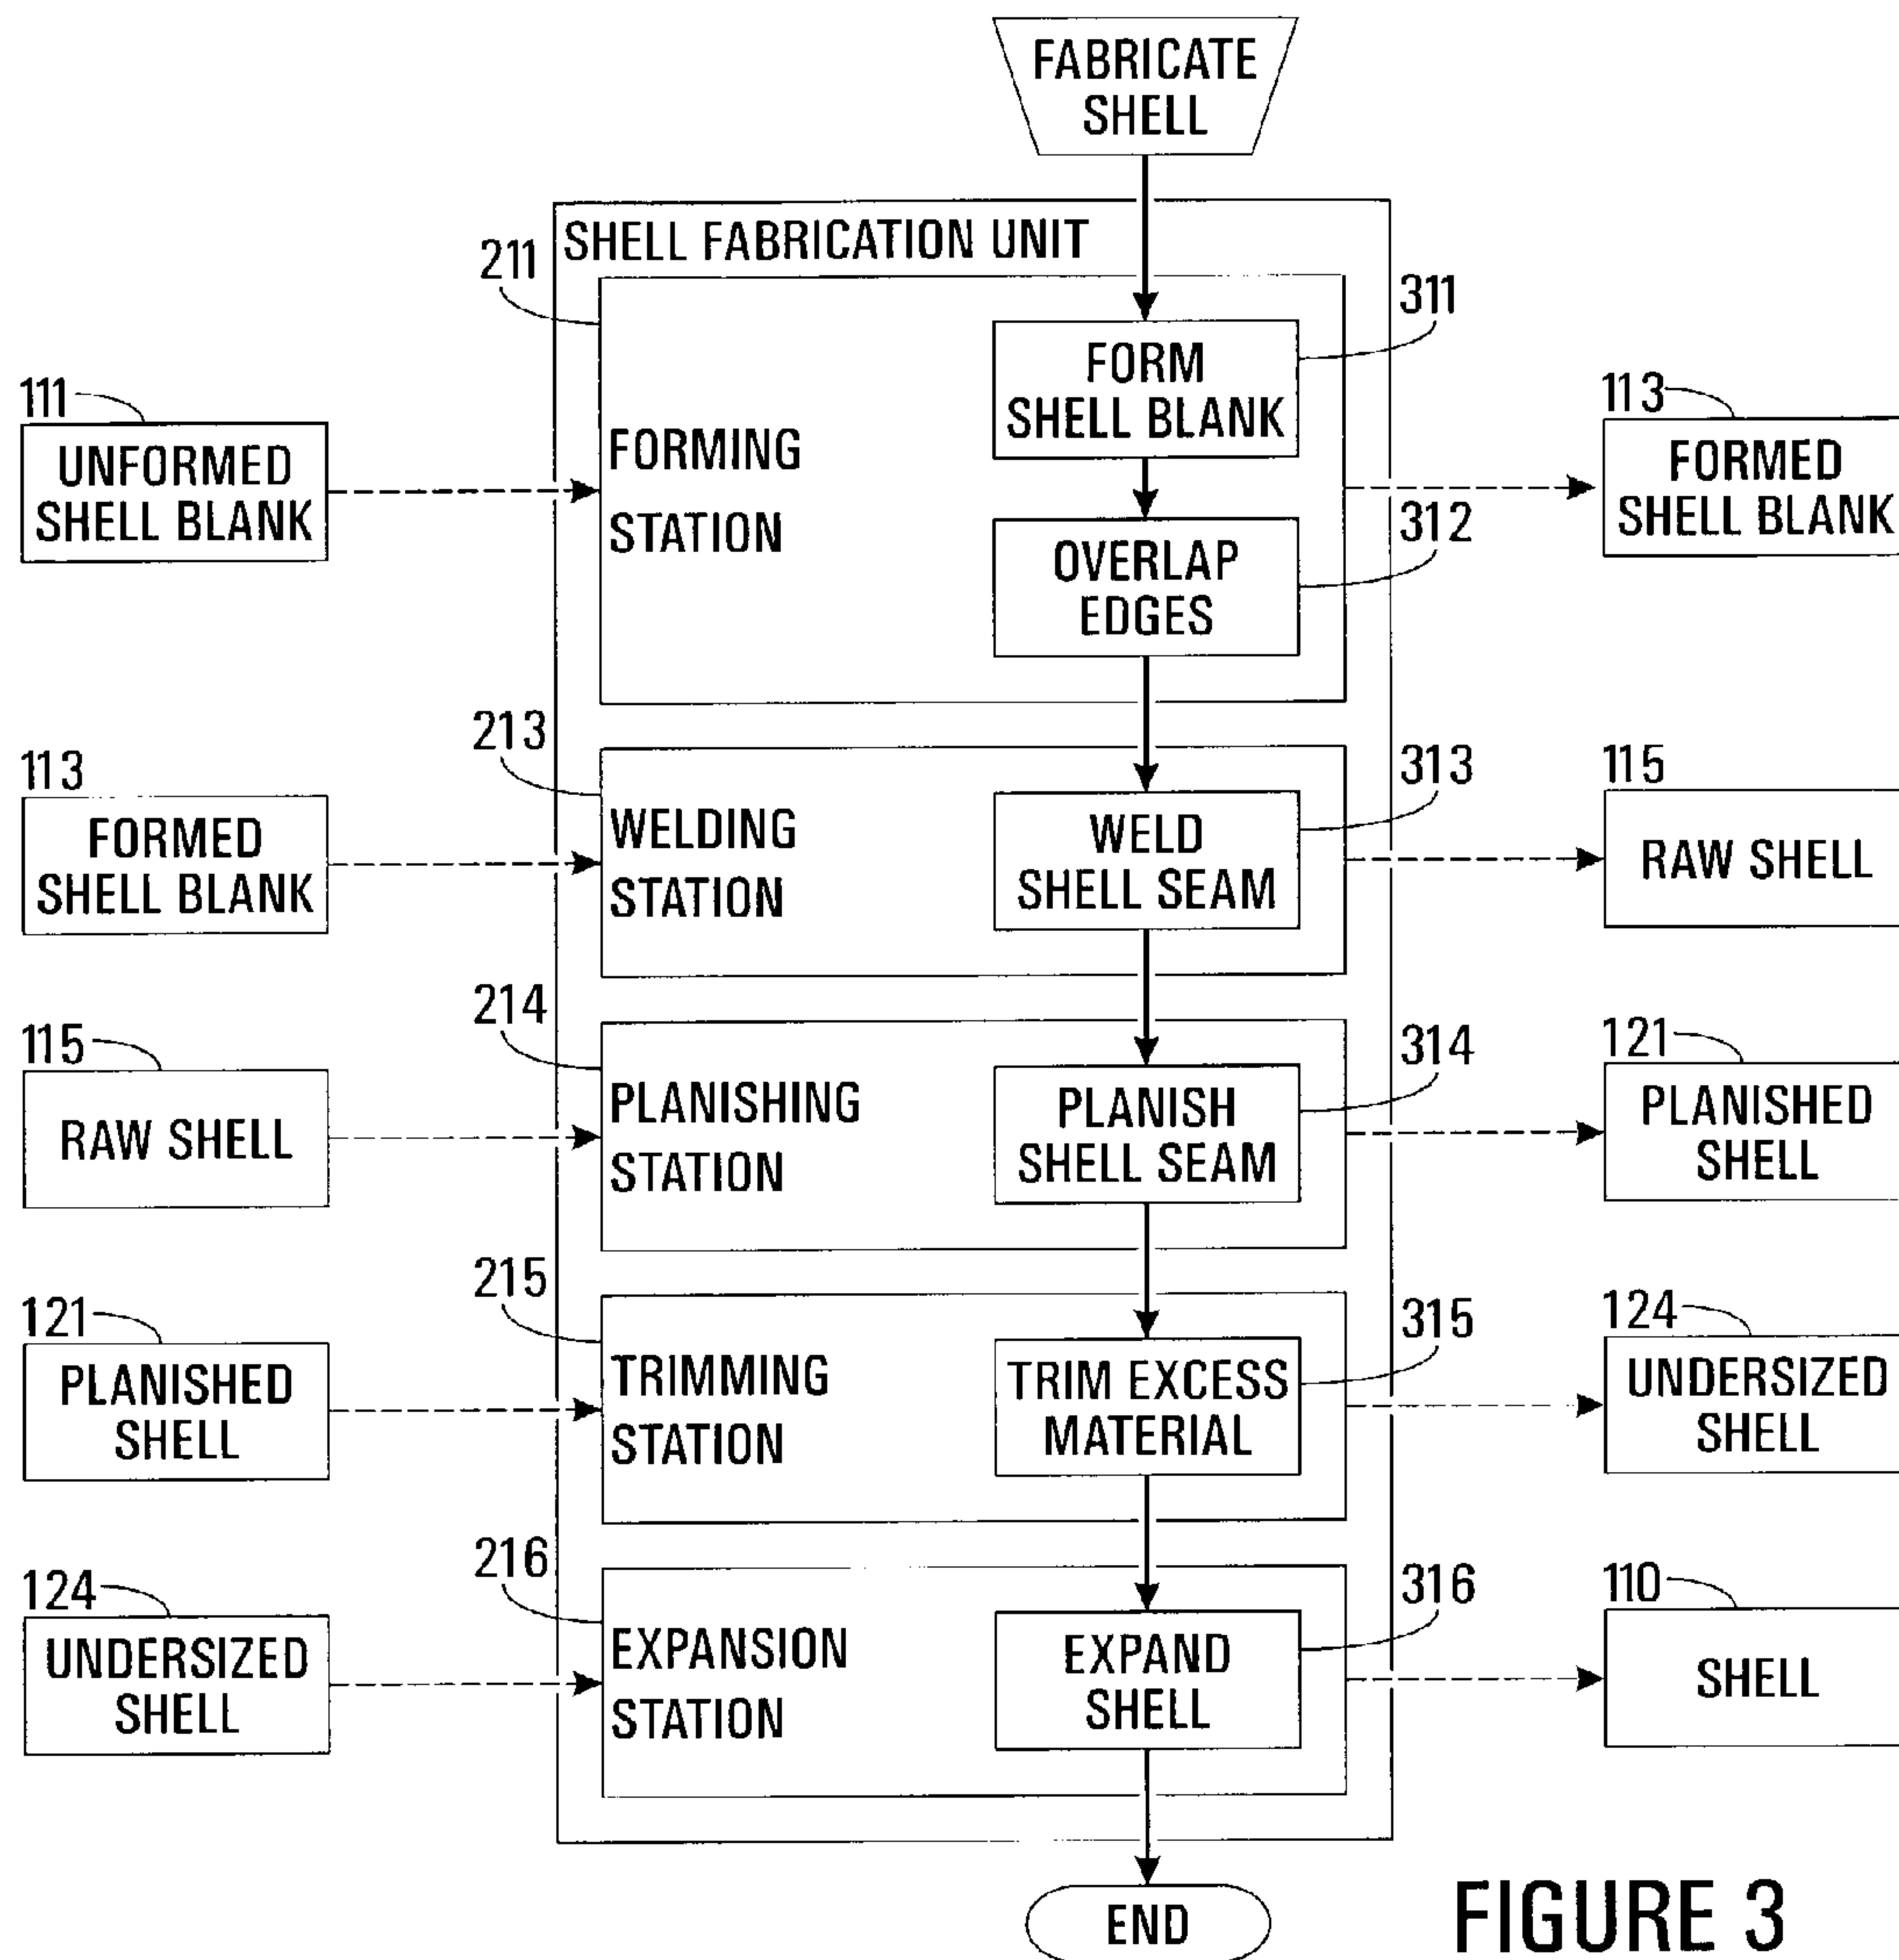 FABRICATE
SHELL
SHELL FABRICATION UNIT
211
311
FORM
SHELL BLANK
111
UNFORMED
SHELL BLANK
FORMING
STATION
113
FORMED
SHELL BLANK
312
OVERLAP
EDGES
213
313
113
FORMED
SHELL BLANK
WELDING
STATION
WELD
SHELL SEAM
115
RAW SHELL
214
314
115
RAW SHELL
PLANISHING
STATION
PLANISH
SHELL SEAM
121
PLANISHED
SHELL
215
315
121
PLANISHED
SHELL
TRIMMING
STATION
TRIM EXCESS
MATERIAL
124
UNDERSIZED
SHELL
216
316
124
UNDERSIZED
SHELL
EXPANSION
STATION
EXPAND
SHELL
110
SHELL
END
FIGURE 3